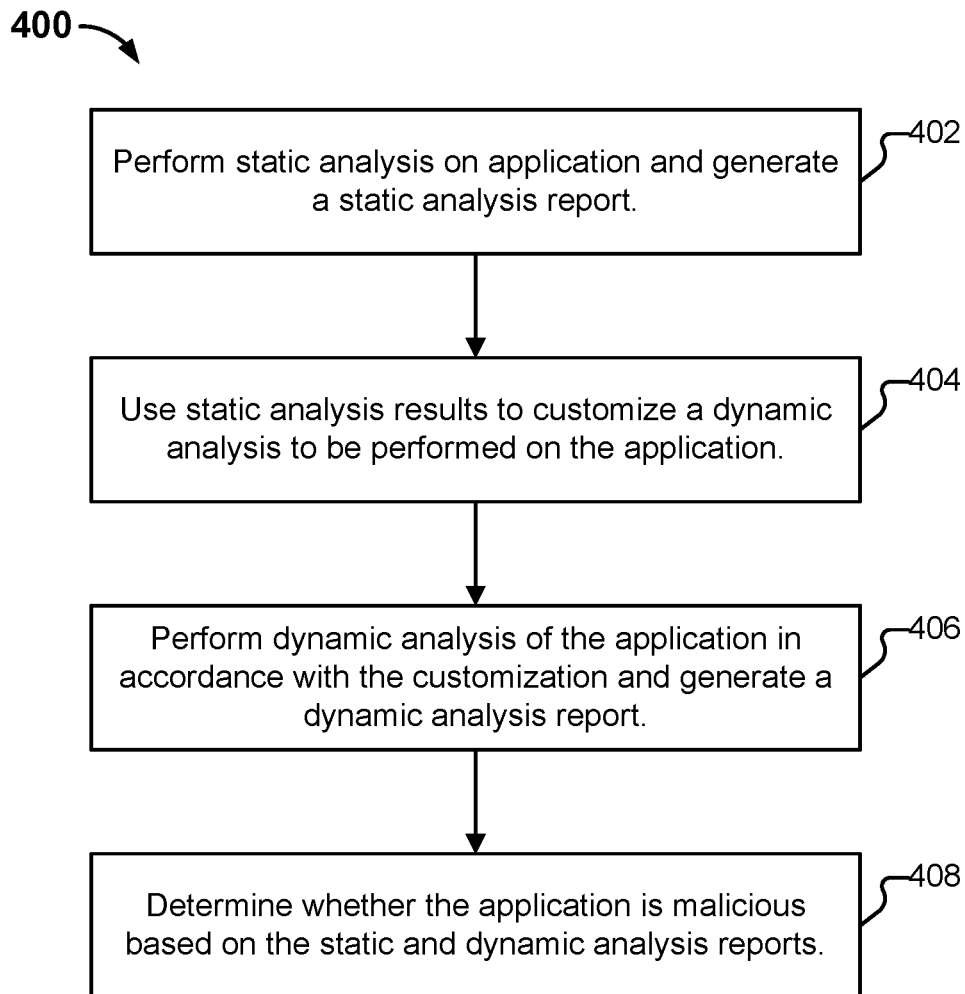 400
402
Perform static analysis on application and generate
a static analysis report.
404
Use static analysis results to customize a dynamic
analysis to be performed on the application.
406
Perform dynamic analysis of the application in
accordance with the customization and generate a
dynamic analysis report.
408
Determine whether the application is malicious
based on the static and dynamic analysis reports.